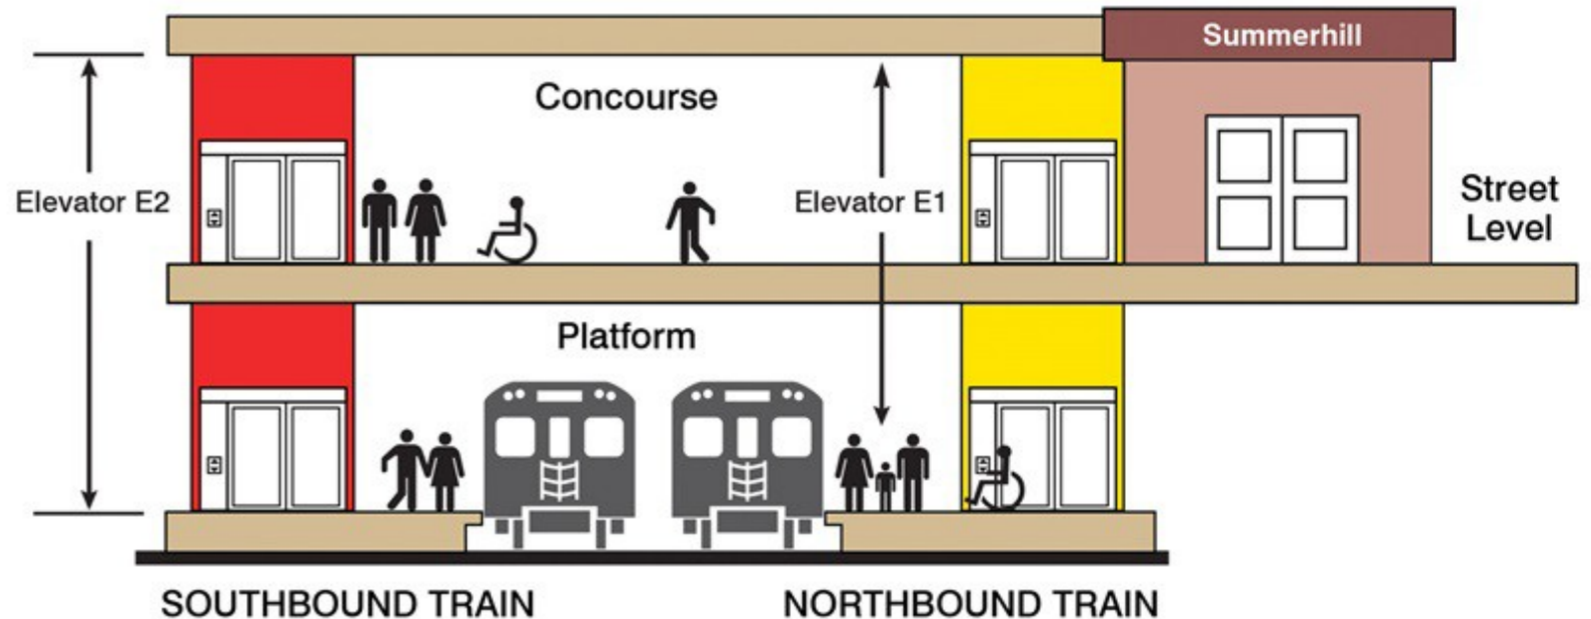 Summerhill
Concourse
Elevator E2
Elevator E1
Street
Level
Platform
SOUTHBOUND TRAIN
NORTHBOUND TRAIN